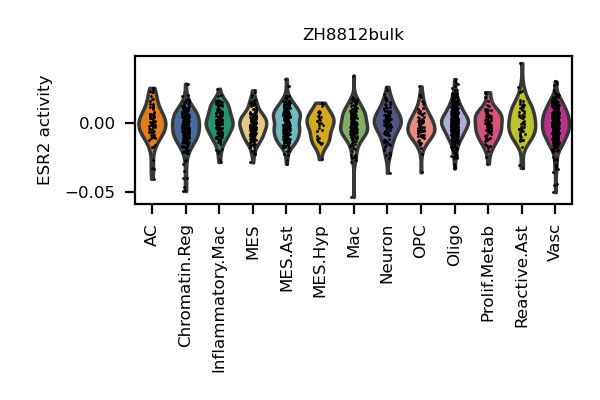 ZH8812bulk
ESR2 activity
0.00
−0.05
AC
Chromatin.Reg
Inflammatory.Mac
MES
MES.Ast
MES.Hyp
Mac
Neuron
OPC
Oligo
Prolif.Metab
Reactive.Ast
Vasc